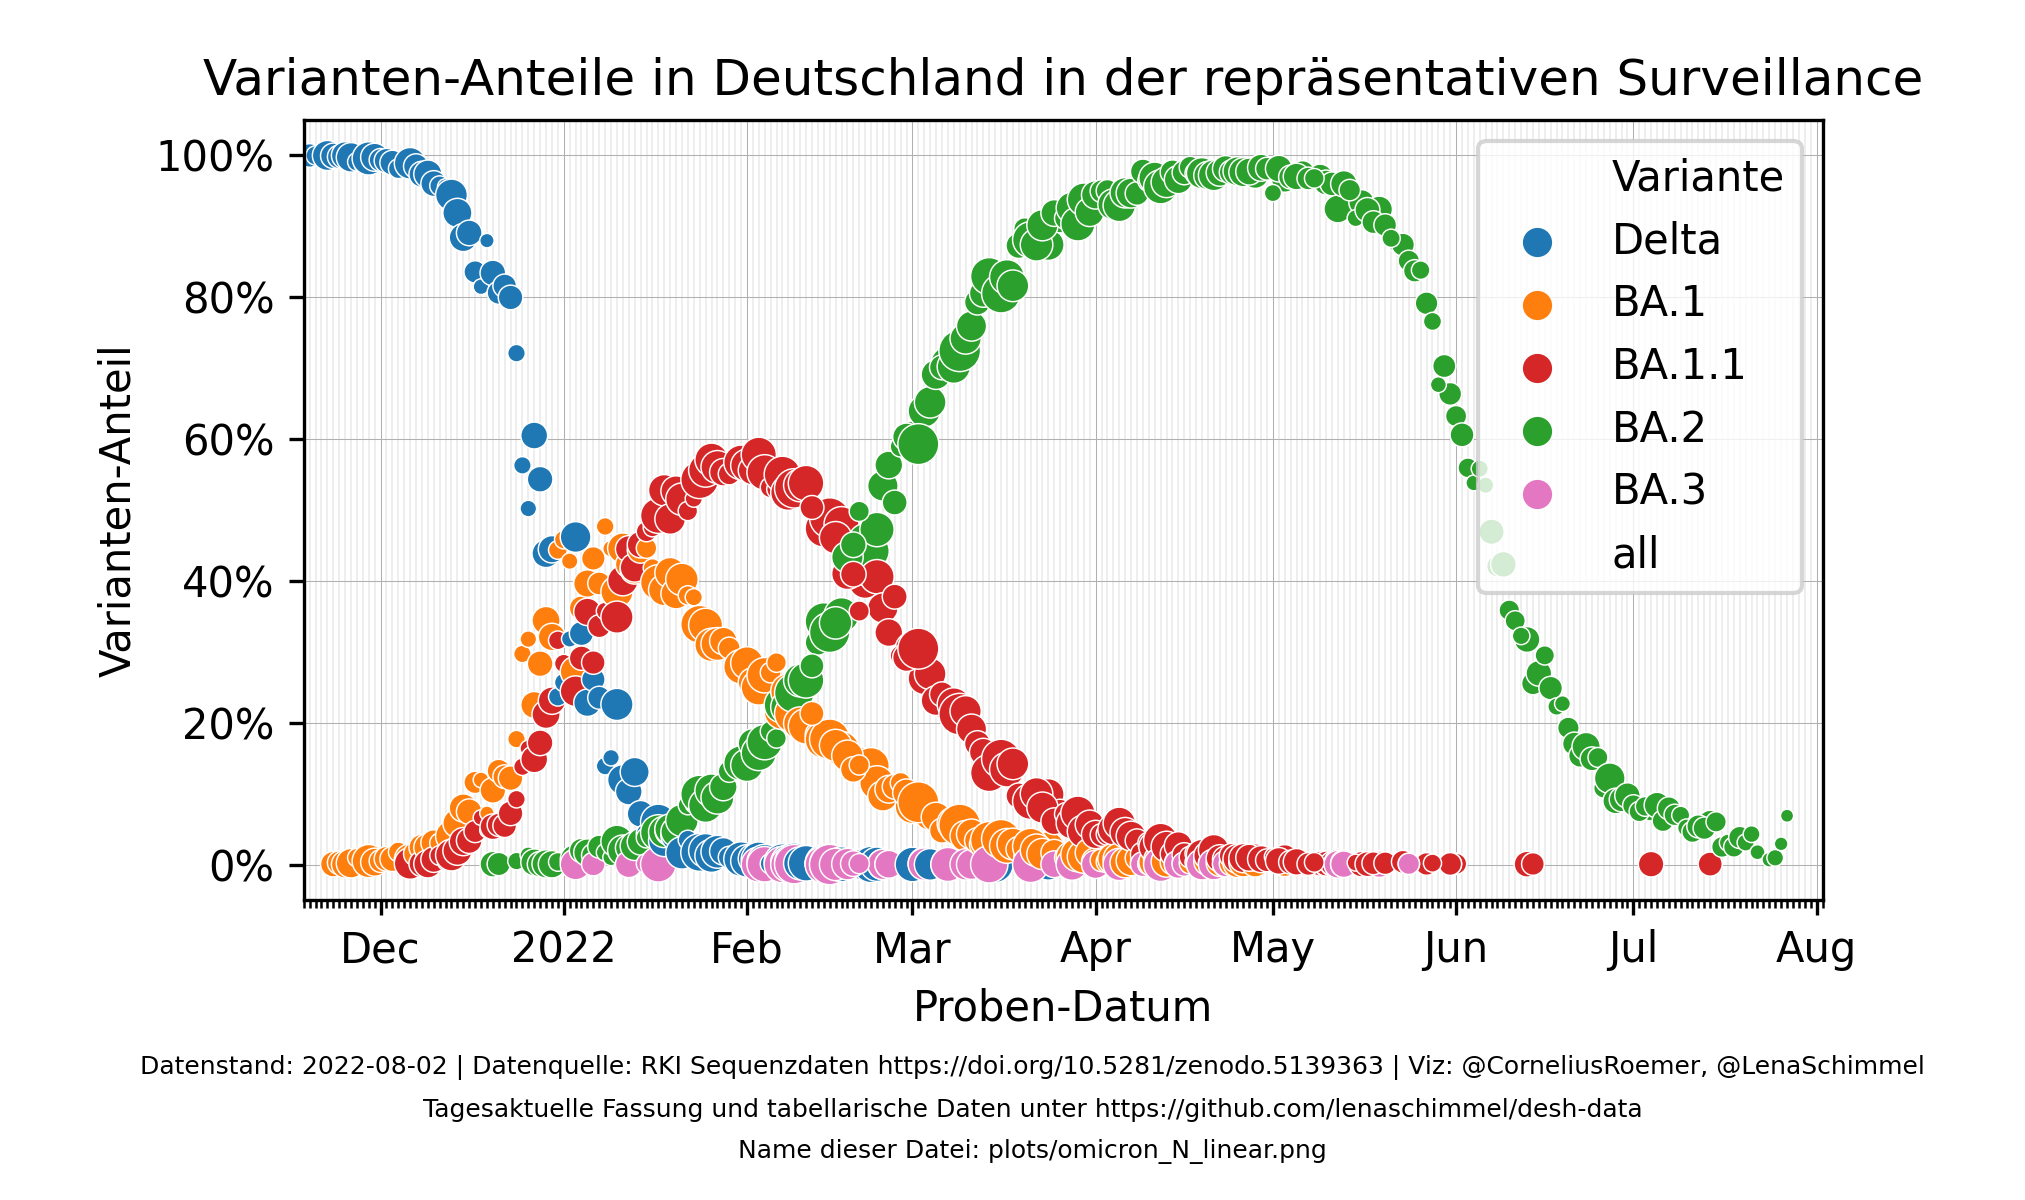 Varianten-Anteile in Deutschland in der repräsentativen Surveillance
Varianten-Anteil
100%
80%
60%
40%
20%
0%
Variante
Delta
BA.1
BA.1.1
BA.2
BA.3
all
Dec 2022 Feb Mar Apr May Jun Jul Aug
Proben-Datum
Datenstand: 2022-08-02 | Datenquelle: RKI Sequenzdaten https://doi.org/10.5281/zenodo.5139363 | Viz: @CorneliusRoemer, @LenaSchimmel
Tagesaktuelle Fassung und tabellarische Daten unter https://github.com/lenaschimmel/desh-data
Name dieser Datei: plots/omicron_N_linear.png